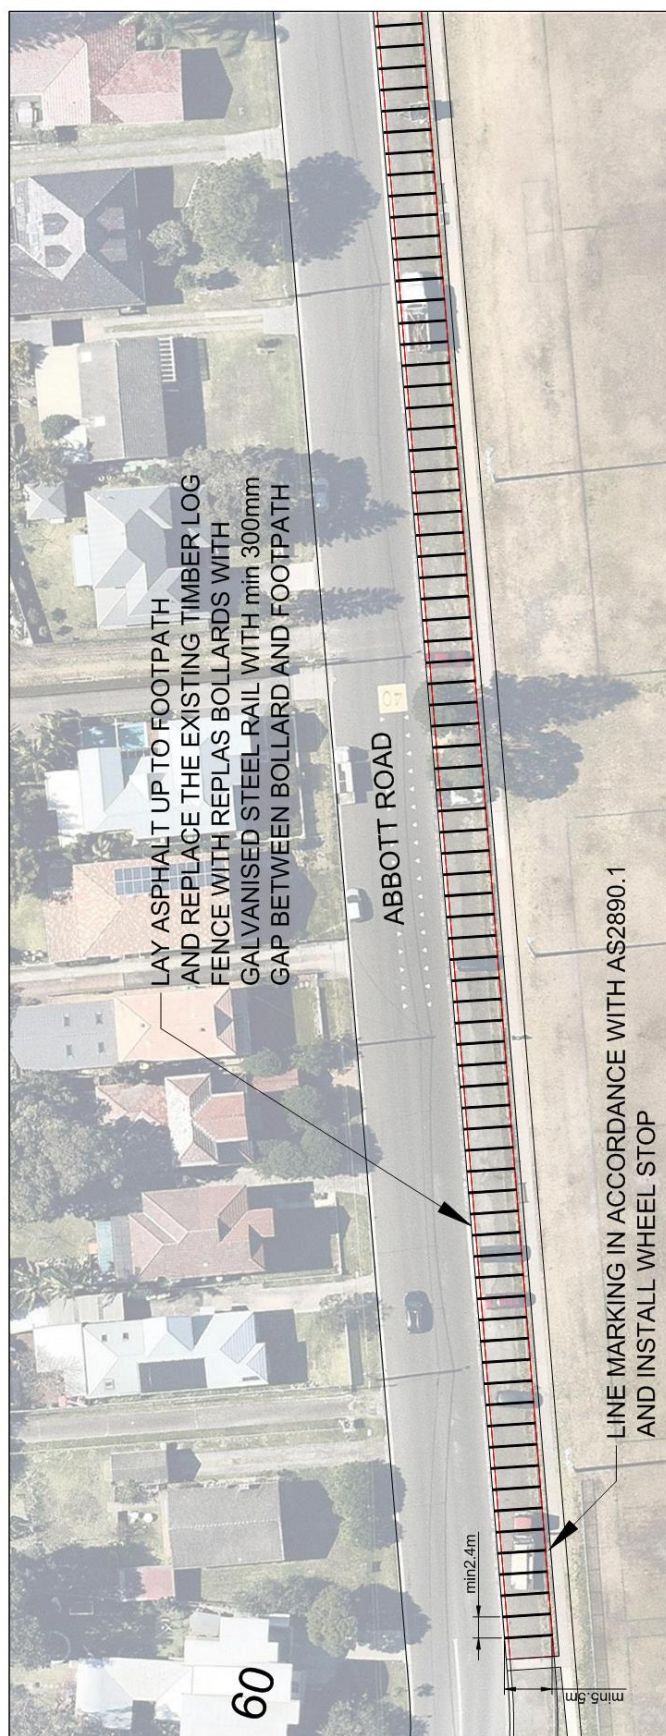 LAY ASPHALT UP TO FOOTPATH
AND REPLACE THE EXISTING TIMBER LOG
FENCE WITH REPLAS BOLLARDS WITH
GALVANISED STEEL RAIL WITH min 300mm
GAP BETWEEN BOLLARD AND FOOTPATH
40
ABBOTT ROAD
LINE MARKING IN ACCORDANCE WITH AS2890.1
AND INSTALL WHEEL STOP
min2.4m
min5.5m
60